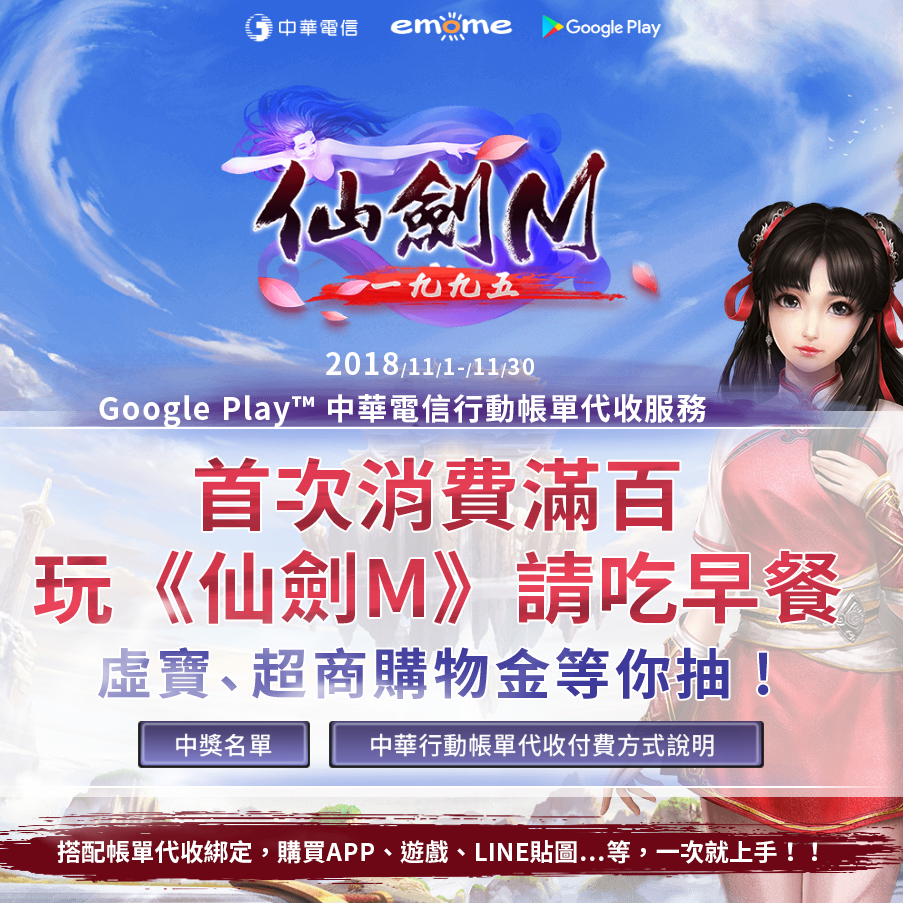 中華電信 emome Google Play
仙劍M
一九九五
2018/11/1-/11/30
Google Play™ 中華電信行動帳單代收服務
首次消費滿百
玩《仙劍M》請吃早餐
虛寶、超商購物金等你抽！
中獎名單 中華行動帳單代收付費方式說明
搭配帳單代收綁定，購買APP、遊戲、LINE貼圖...等，一次就上手！！